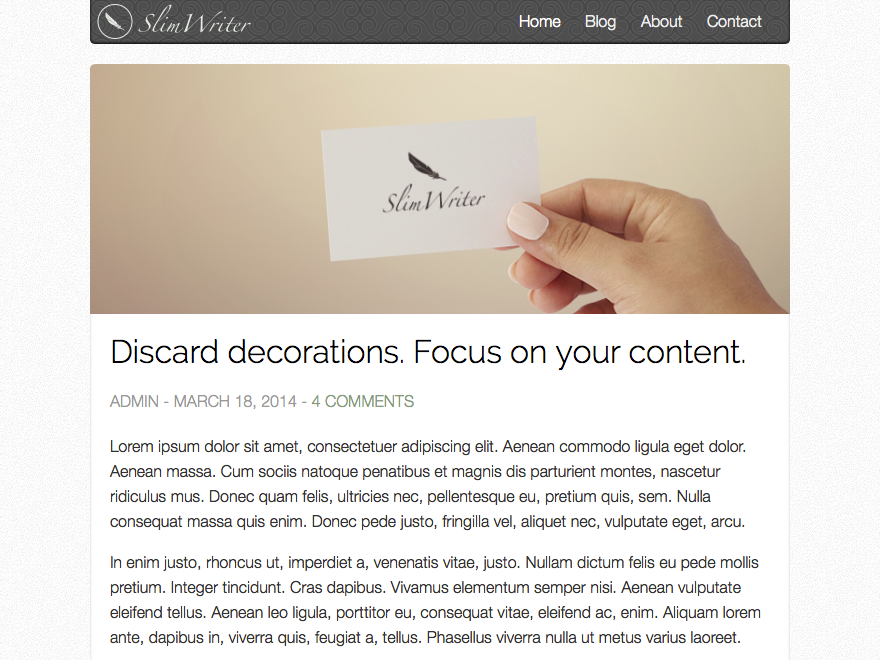 SlimWriter
Home Blog About Contact
SlimWriter
Discard decorations. Focus on your content.
ADMIN - MARCH 18, 2014 - 4 COMMENTS
Lorem ipsum dolor sit amet, consectetuer adipiscing elit. Aenean commodo ligula eget dolor.
Aenean massa. Cum sociis natoque penatibus et magnis dis parturient montes, nascetur
ridiculus mus. Donec quam felis, ultricies nec, pellentesque eu, pretium quis, sem. Nulla
consequat massa quis enim. Donec pede justo, fringilla vel, aliquet nec, vulputate eget, arcu.
In enim justo, rhoncus ut, imperdiet a, venenatis vitae, justo. Nullam dictum felis eu pede mollis
pretium. Integer tincidunt. Cras dapibus. Vivamus elementum semper nisi. Aenean vulputate
eleifend tellus. Aenean leo ligula, porttitor eu, consequat vitae, eleifend ac, enim. Aliquam lorem
ante, dapibus in, viverra quis, feugiat a, tellus. Phasellus viverra nulla ut metus varius laoreet.